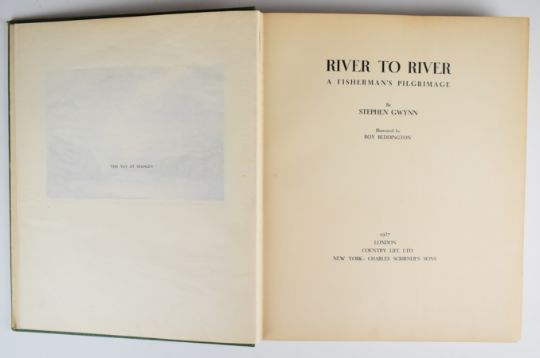 THE TAY AT STANLEY
RIVER TO RIVER
A FISHERMAN'S PILGRIMAGE
By
STEPHEN GWYNN
Illustrated by
ROY BEDDINGTON
1937
LONDON
COUNTRY LIFE LTD
NEW YORK: CHARLES SCRIBNER'S SONS